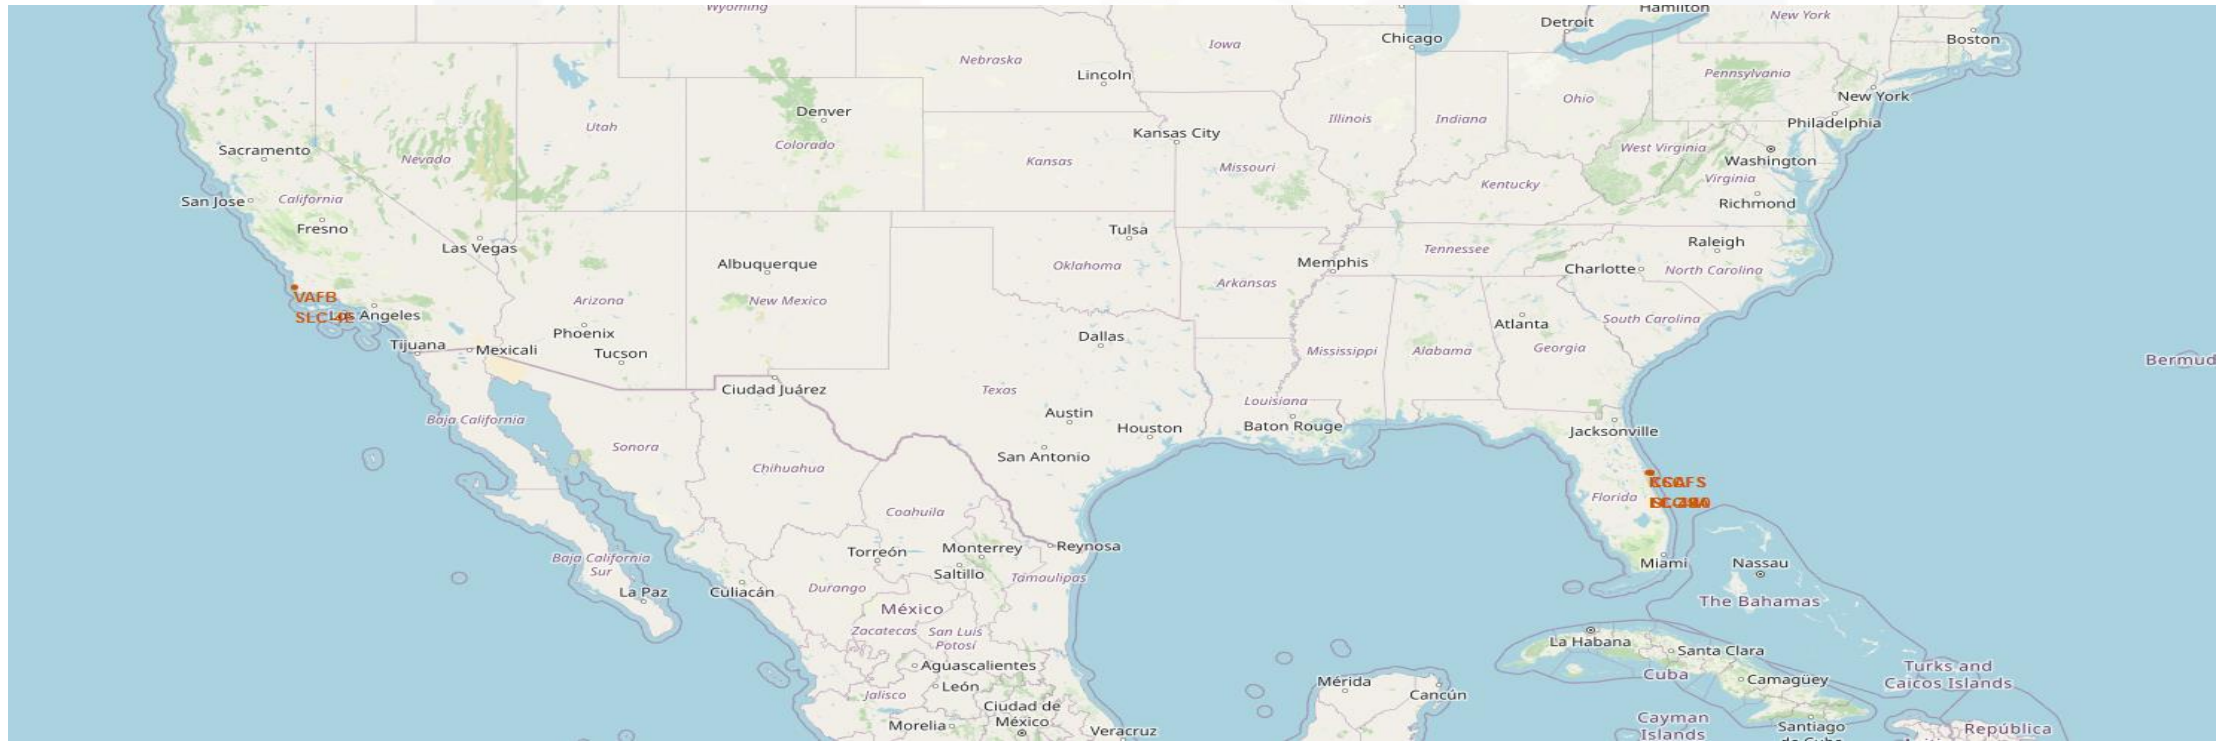 Wyoming
Hamilton
Detroit
New York
Chicago
Boston
Iowa
Nebraska
Lincoln
Pennsylvania
Ohio
New York
Denver
Illinois
Indiana
Philadelphia
Utah
Kansas City
Colorado
Sacramento
West Virginia
Nevada
Kansas
Missouri
Washington
Virginia
Kentucky
San Jose
California
Richmond
Fresno
Tulsa
Raleigh
Las Vegas
Tennessee
Albuquerque
Oklahoma
Memphis
Charlotte
North Carolina
Arkansas
VAFB
Arizona
New Mexico
SLC-4E
Los Angeles
South Carolina
Phoenix
Atlanta
Dallas
Tijuana
Mexicali
Tucson
Mississippi
Alabama
Georgia
Bermud
Ciudad Juárez
Texas
Louisiana
Baja California
Austin
Houston
Baton Rouge
Jacksonville
Sonora
San Antonio
Chihuahua
Florida
Coahuila
Torreón
Monterrey
Reynosa
Baja California
Sur
Saltillo
Tamaulipas
Miami
Nassau
La Paz
Culiacán
Durango
The Bahamas
México
Zacatecas
San Luis
Potosí
La Habana
Santa Clara
Aguascalientes
Cuba
Turks and
Caicos Islands
Camagüey
Mérida
Cancún
Jalisco
León
Ciudad de
México
Morelia
Veracruz
Cayman
Islands
Santiago
de Cuba
República